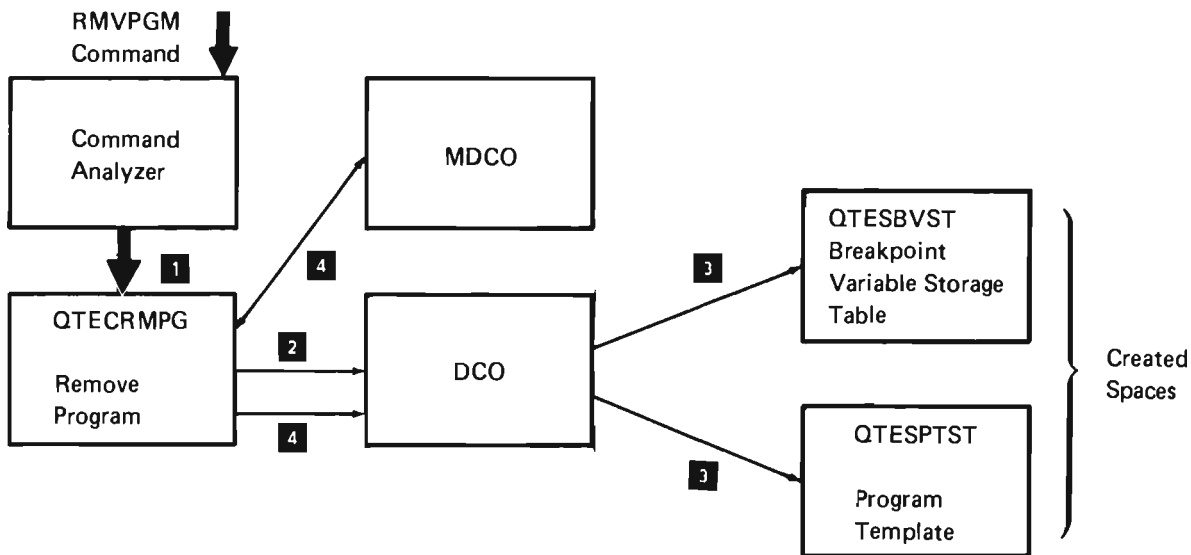 RMVPGM
Command
Command
Analyzer
MDCO
1
4
QTESBVST
Breakpoint
Variable Storage
Table
3
QTECRMPG
Remove
Program
2
4
DCO
3
Created
Spaces
QTESPTST
Program
Template